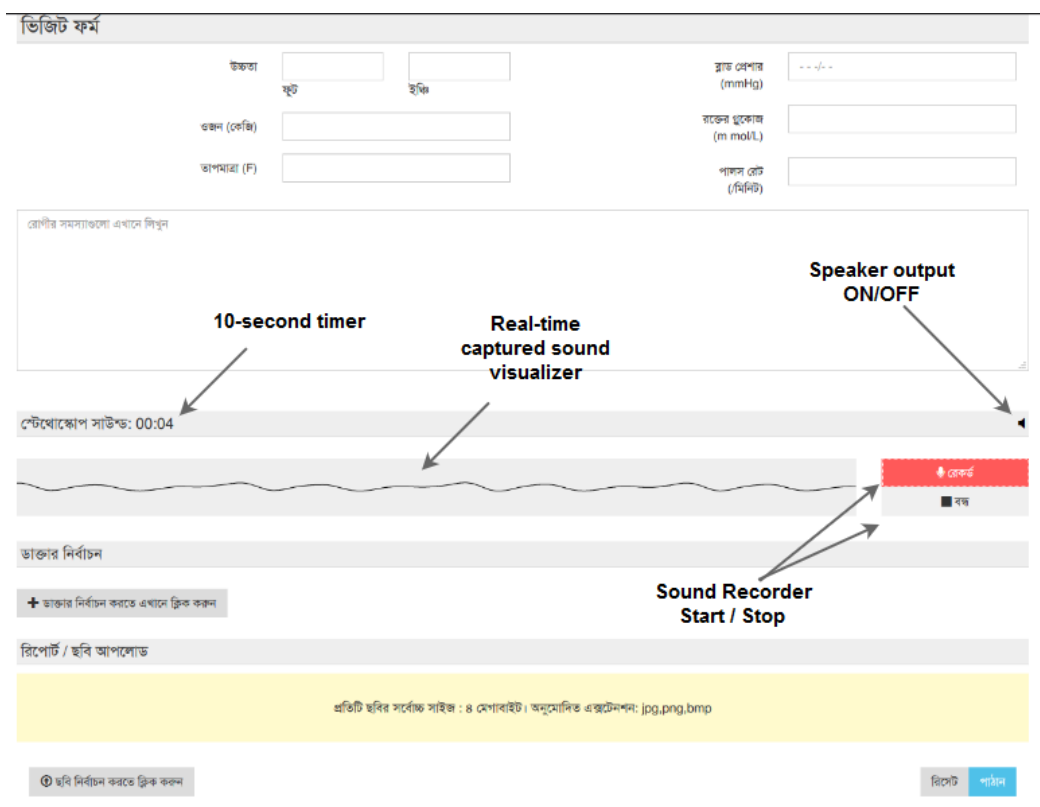 ভিজিট ফর্ম
উচ্চতা
ফুট
ইঞ্চি
ব্লাড প্রেশার
(mmHg)
- - -/- -
ওজন (কেজি)
রক্তের গ্লুকোজ
(m mol/L)
তাপমাত্রা (F)
পালস রেট
(/মিনিট)
রোগীর সমস্যাগুলো এখানে লিখুন
Speaker output
ON/OFF
10-second timer
Real-time
captured sound
visualizer
স্টেথোস্কোপ সাউন্ড: 00:04
রেকর্ড
বন্ধ
ডাক্তার নির্বাচন
ডাক্তার নির্বাচন করতে এখানে ক্লিক করুন
Sound Recorder
Start / Stop
রিপোর্ট / ছবি আপলোড
প্রতিটি ছবির সর্বোচ্চ সাইজ : ৪ মেগাবাইট। অনুমোদিত এক্সটেনশন: jpg,png,bmp
ছবি নির্বাচন করতে ক্লিক করুন
রিসেট
পাঠান